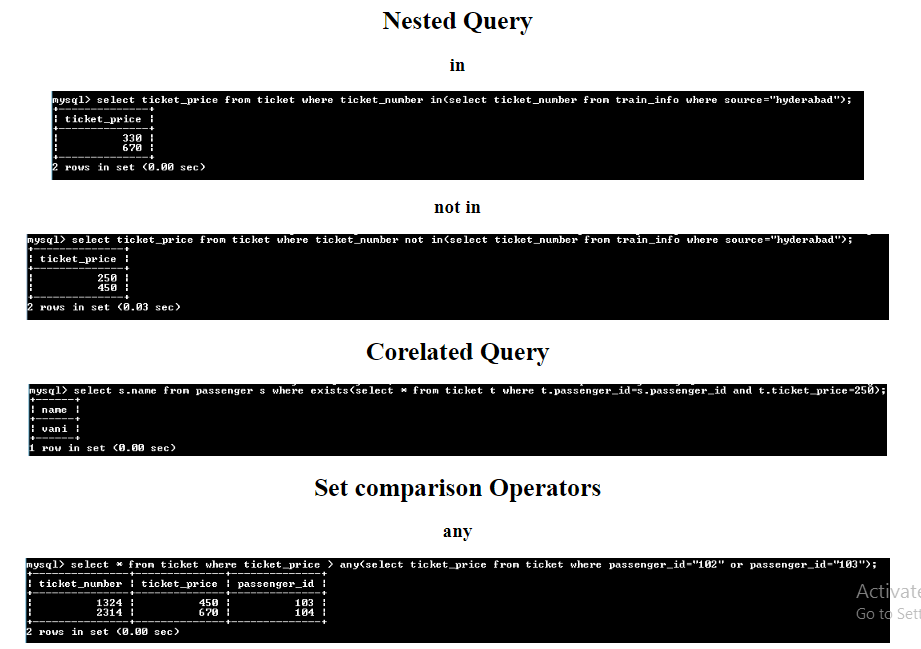 Nested Query
in
mysql> select ticket_price from ticket where ticket_number in(select ticket_number from train_info where source="hyderabad");
+--------------+
| ticket_price |
+--------------+
|          330 |
|          670 |
+--------------+
2 rows in set (0.00 sec)
not in
mysql> select ticket_price from ticket where ticket_number not in(select ticket_number from train_info where source="hyderabad");
+--------------+
| ticket_price |
+--------------+
|          250 |
|          450 |
+--------------+
2 rows in set (0.03 sec)
Corelated Query
mysql> select s.name from passenger s where exists(select * from ticket t where t.passenger_id=s.passenger_id and t.ticket_price=250);
+------+
| name |
+------+
| vani |
+------+
1 row in set (0.00 sec)
Set comparison Operators
any
mysql> select * from ticket where ticket_price > any(select ticket_price from ticket where passenger_id="102" or passenger_id="103");
+---------------+--------------+--------------+
| ticket_number | ticket_price | passenger_id |
+---------------+--------------+--------------+
|          1324 |          450 |          103 |
|          2314 |          670 |          104 |
+---------------+--------------+--------------+
2 rows in set (0.00 sec)
Activate
Go to Sett